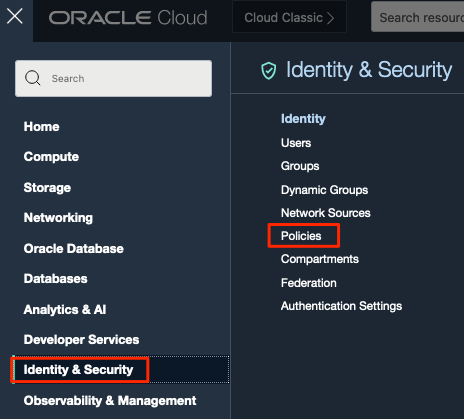 ORACLE Cloud
Cloud Classic >
Search resour
Search
Home
Compute
Storage
Networking
Oracle Database
Databases
Analytics & AI
Developer Services
Identity & Security
Observability & Management
Identity & Security
Identity
Users
Groups
Dynamic Groups
Network Sources
Policies
Compartments
Federation
Authentication Settings